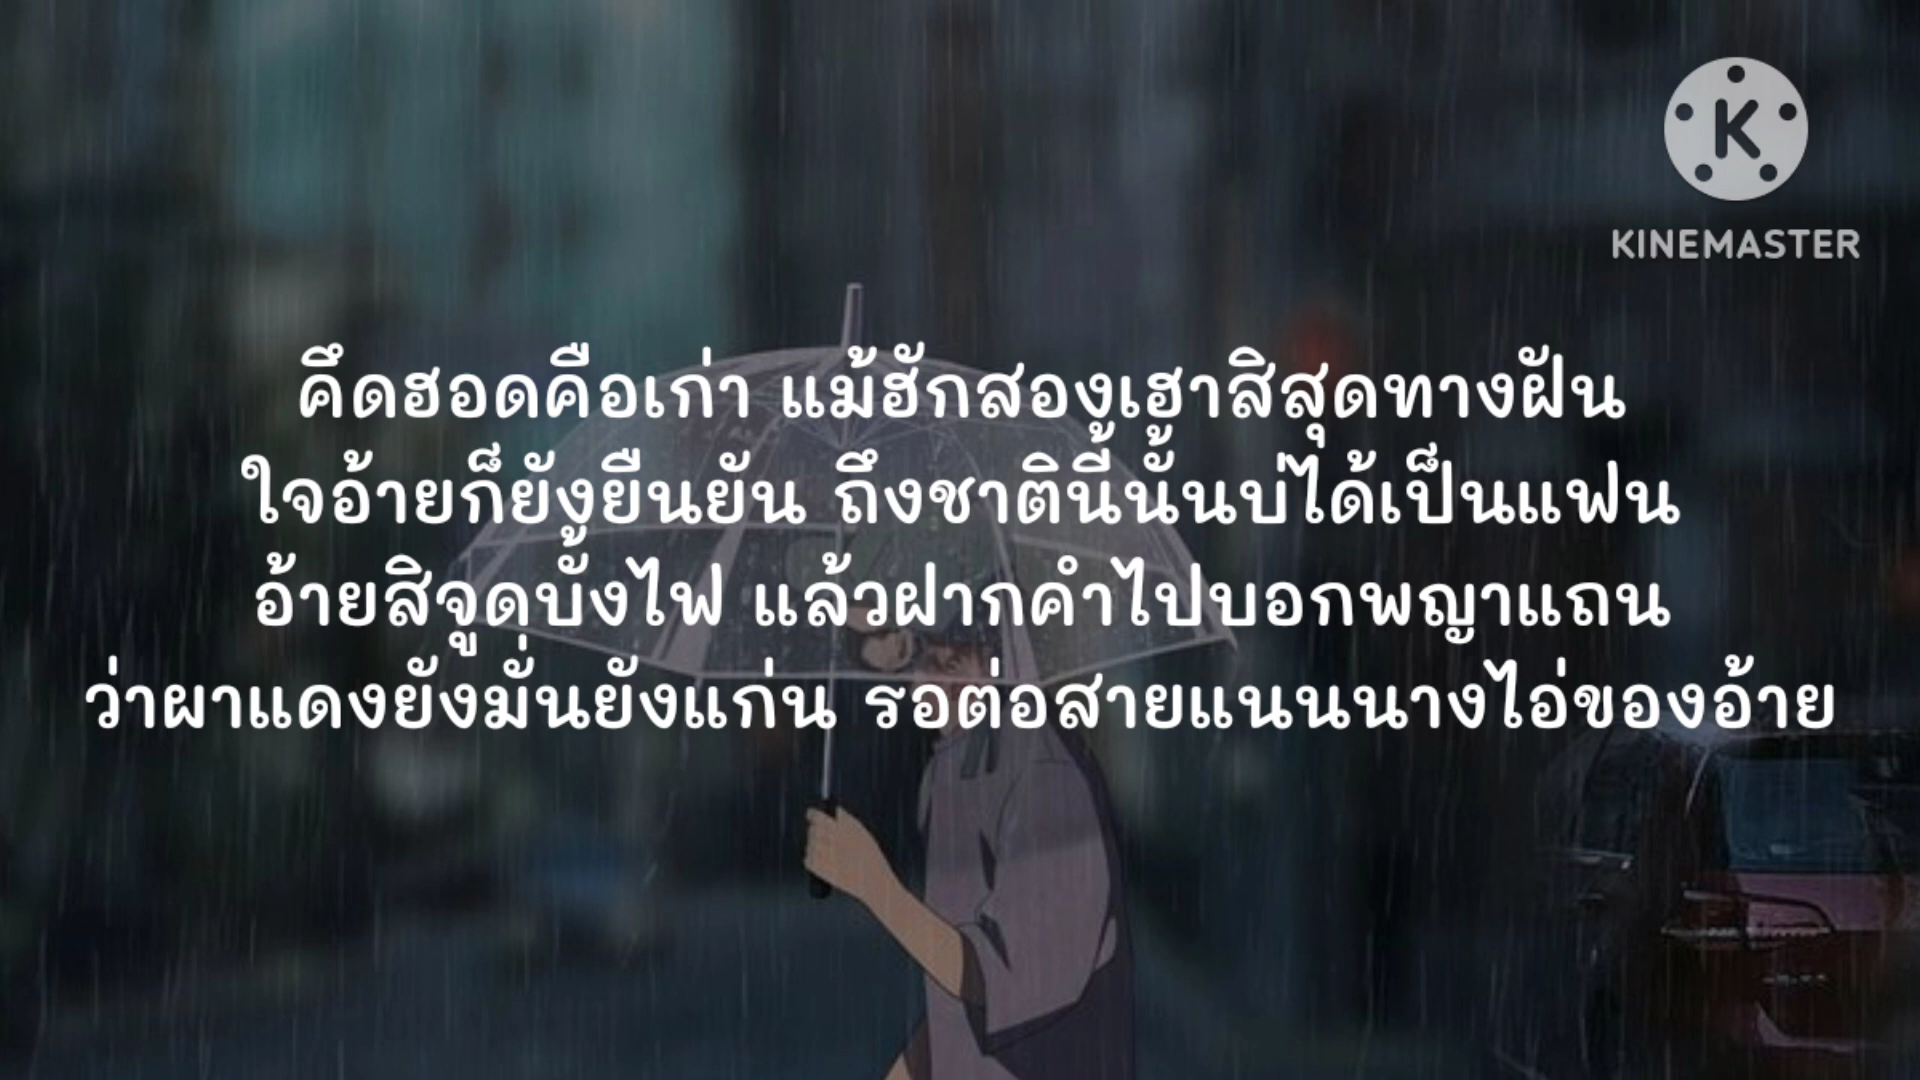 KINEMASTER
คึดฮอดคือเก่า แม้ฮักสองเฮาสิสุดทางฝัน
ใจอ้ายก็ยังยืนยัน ถึงชาตินี้นั้นบ่ได้เป็นแฟน
อ้ายสิจูดบั้งไฟ แล้วฝากคำไปบอกพญาแถน
ว่าผาแดงยังมั่นยังแก่น รอต่อสายแนนนางไอ่ของอ้าย